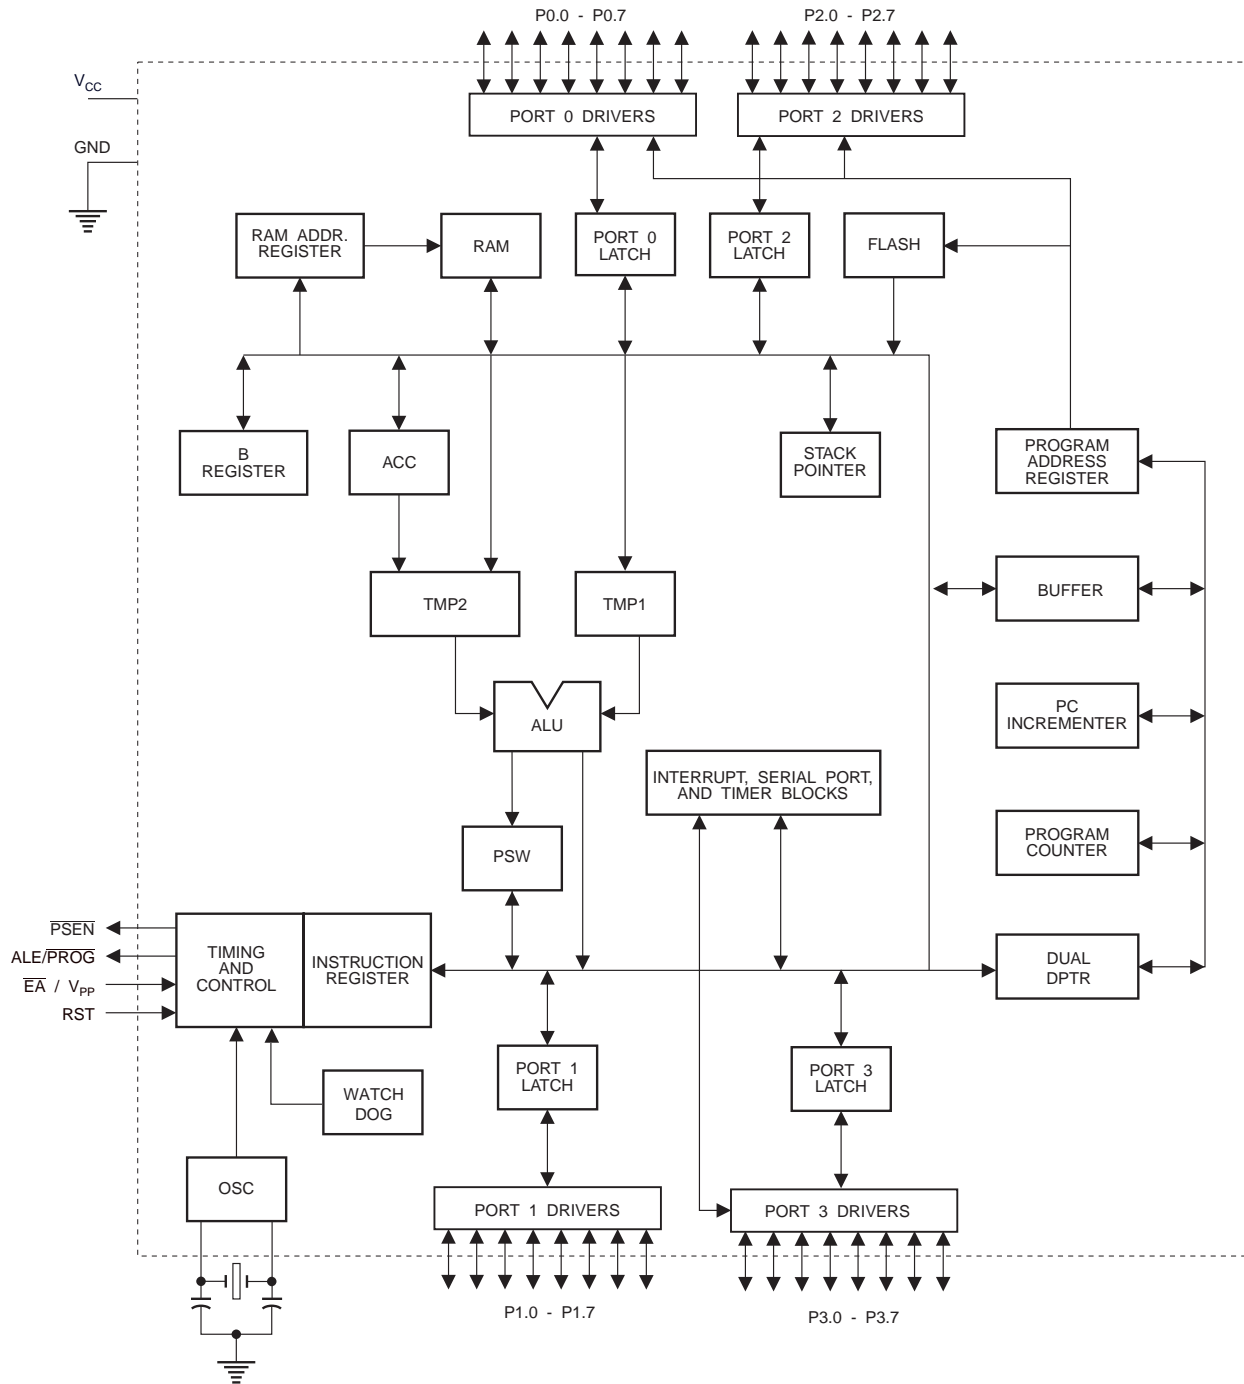 P0.0 - P0.7
P2.0 - P2.7
VCC
PORT 0 DRIVERS
PORT 2 DRIVERS
GND
RAM ADDR.
REGISTER
RAM
PORT 0
LATCH
PORT 2
LATCH
FLASH
B
REGISTER
ACC
STACK
POINTER
PROGRAM
ADDRESS
REGISTER
TMP2
TMP1
BUFFER
ALU
PC
INCREMENTER
INTERRUPT, SERIAL PORT,
AND TIMER BLOCKS
PSW
PROGRAM
COUNTER
PSEN
ALE/PROG
EA / VPP
RST
TIMING
AND
CONTROL
INSTRUCTION
REGISTER
DUAL
DPTR
PORT 1
LATCH
PORT 3
LATCH
WATCH
DOG
OSC
PORT 1 DRIVERS
PORT 3 DRIVERS
P1.0 - P1.7
P3.0 - P3.7